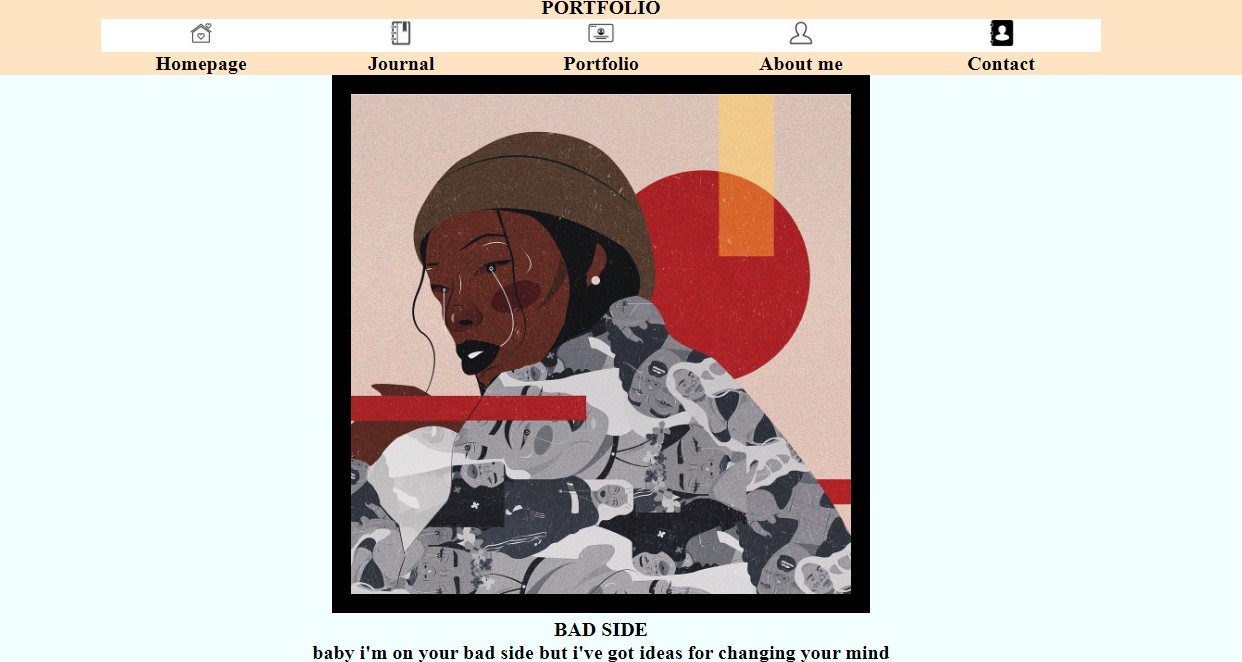 PORTFOLIO
Homepage Journal Portfolio About me Contact
BAD SIDE
baby i'm on your bad side but i've got ideas for changing your mind